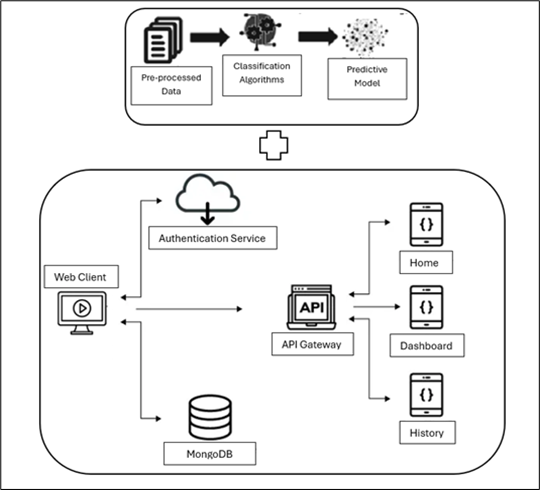 Pre-processed
Data
Classification
Algorithms
Predictive
Model
Authentication Service
Web Client
{ }
Home
API
API Gateway
{ }
Dashboard
{ }
History
MongoDB